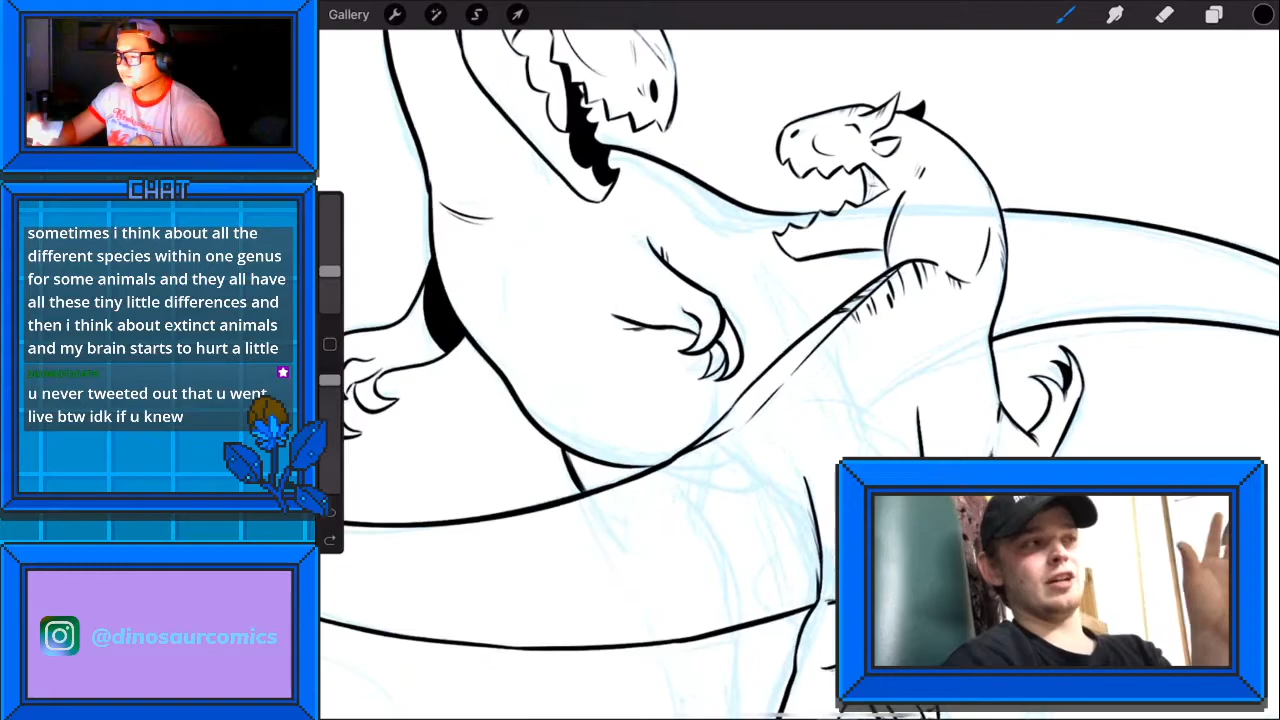 Gallery
CHAT
sometimes i think about all the
different species within one genus
for some animals and they all have
all these tiny little differences and
then i think about extinct animals
and my brain starts to hurt a little
u never tweeted out that u went
live btw idk if u knew
@dinosaurcomics